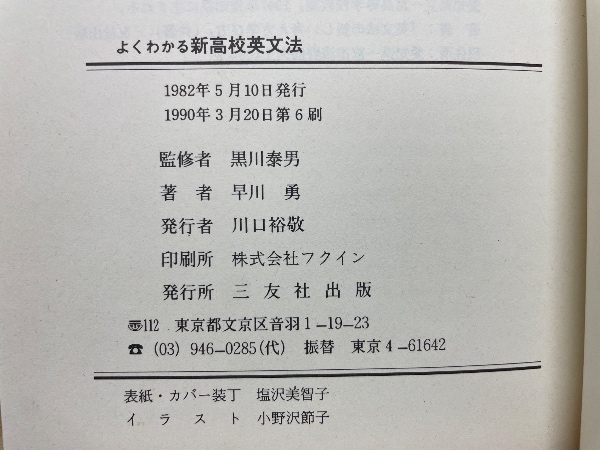 よくわかる新高校英文法
1982年5月10日発行
1990年3月20日第6刷
監修者 黒川泰男
著者 早川勇
発行者 川口裕敬
印刷所 株式会社フクイン
発行所 三友社出版
〠112 東京都文京区音羽1-19-23
☎ (03) 946-0285(代) 振替 東京4-61642
表紙・カバー装丁 塩沢美智子
イラスト 小野沢節子